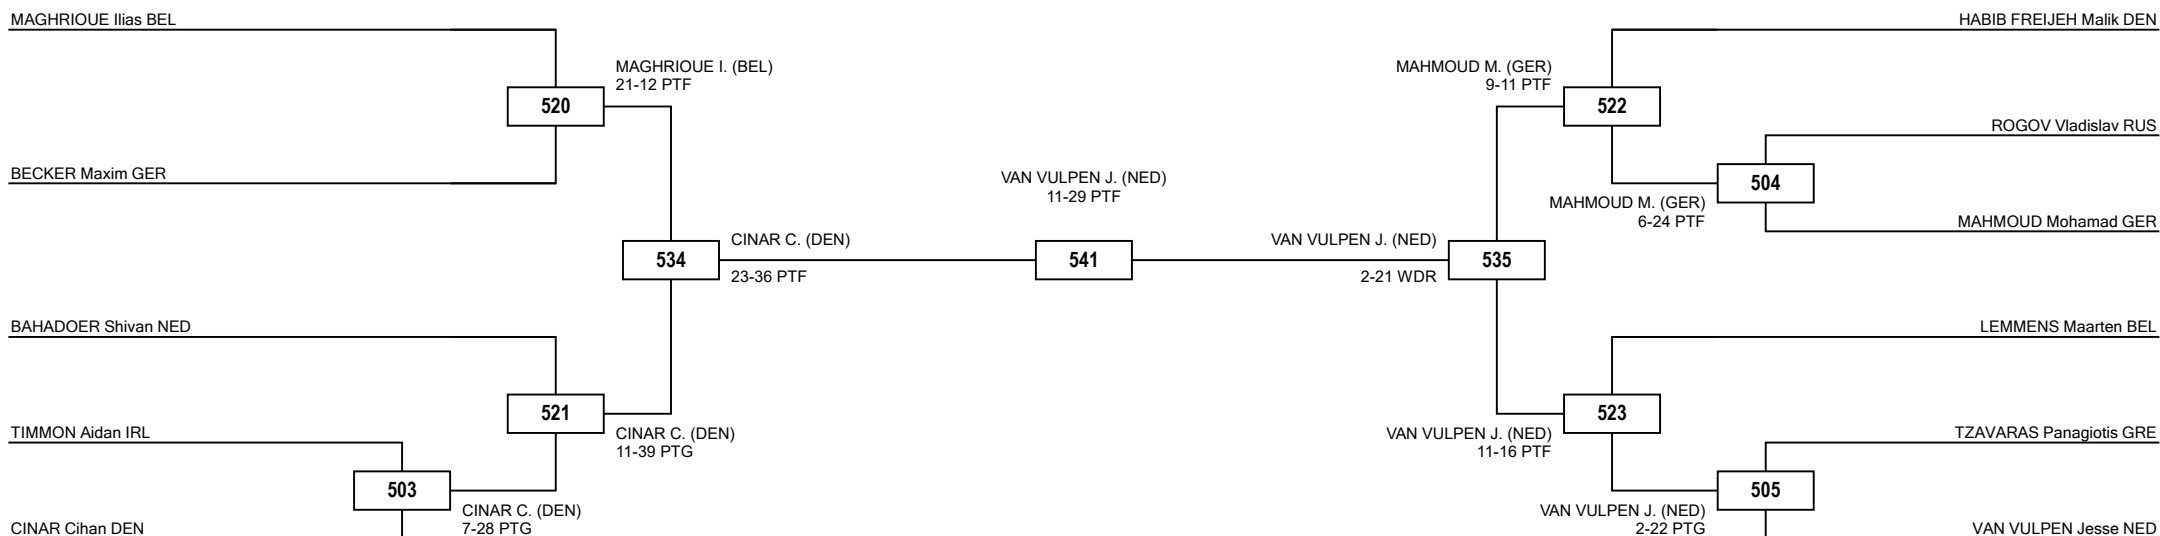 MAGHRIOUE Ilias BEL
HABIB FREIJEH Malik DEN
MAGHRIOUE I. (BEL)
21-12 PTF
MAHMOUD M. (GER)
9-11 PTF
520
522
ROGOV Vladislav RUS
BECKER Maxim GER
VAN VULPEN J. (NED)
11-29 PTF
504
MAHMOUD M. (GER)
6-24 PTF
MAHMOUD Mohamad GER
CINAR C. (DEN)
VAN VULPEN J. (NED)
534
541
535
23-36 PTF
2-21 WDR
BAHADOER Shivan NED
LEMMENS Maarten BEL
521
523
TIMMON Aidan IRL
CINAR C. (DEN)
11-39 PTG
VAN VULPEN J. (NED)
11-16 PTF
TZAVARAS Panagiotis GRE
503
505
CINAR C. (DEN)
7-28 PTG
VAN VULPEN J. (NED)
2-22 PTG
CINAR Cihan DEN
VAN VULPEN Jesse NED